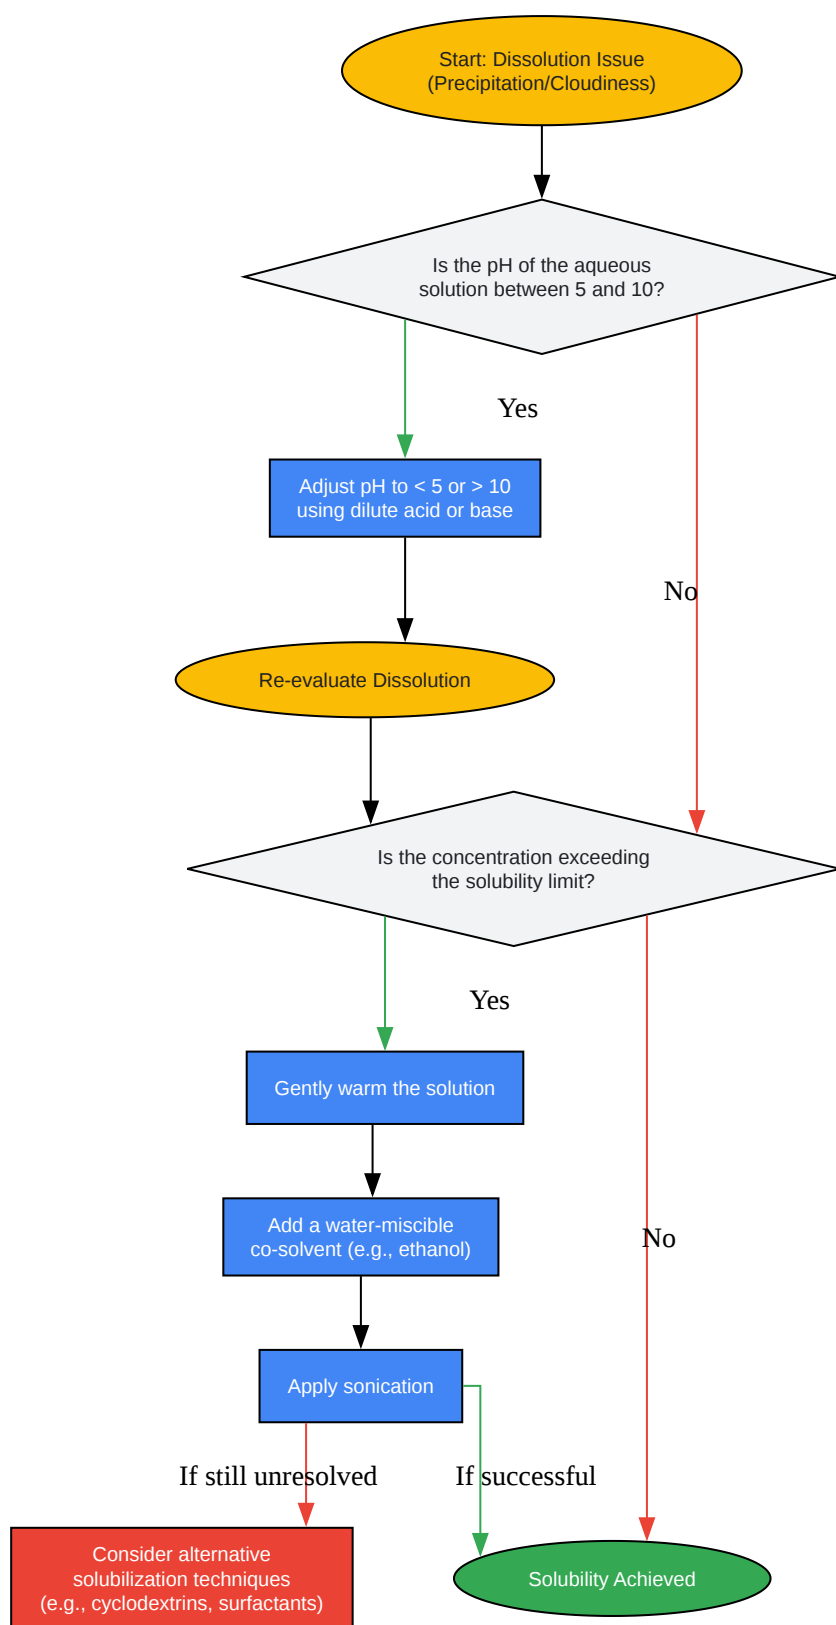 Start: Dissolution Issue
(Precipitation/Cloudiness)
Is the pH of the aqueous
solution between 5 and 10?
Yes
Adjust pH to < 5 or > 10
using dilute acid or base
No
Re-evaluate Dissolution
Is the concentration exceeding
the solubility limit?
Yes
Gently warm the solution
Add a water-miscible
co-solvent (e.g., ethanol)
No
Apply sonication
If still unresolved
If successful
Consider alternative
solubilization techniques
(e.g., cyclodextrins, surfactants)
Solubility Achieved